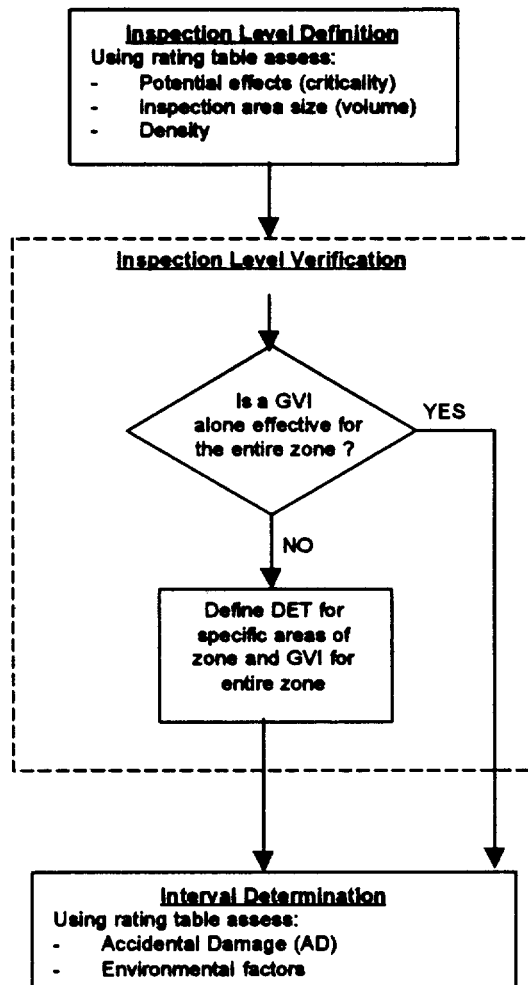 Inspection Level Definition
Using rating table assess:
- Potential effects (criticality)
- Inspection area size (volume)
- Density
Inspection Level Verification
Is a GVI
alone effective for
the entire zone ?
YES
NO
Define DET for
specific areas of
zone and GVI for
entire zone
Interval Determination
Using rating table assess:
- Accidental Damage (AD)
- Environmental factors